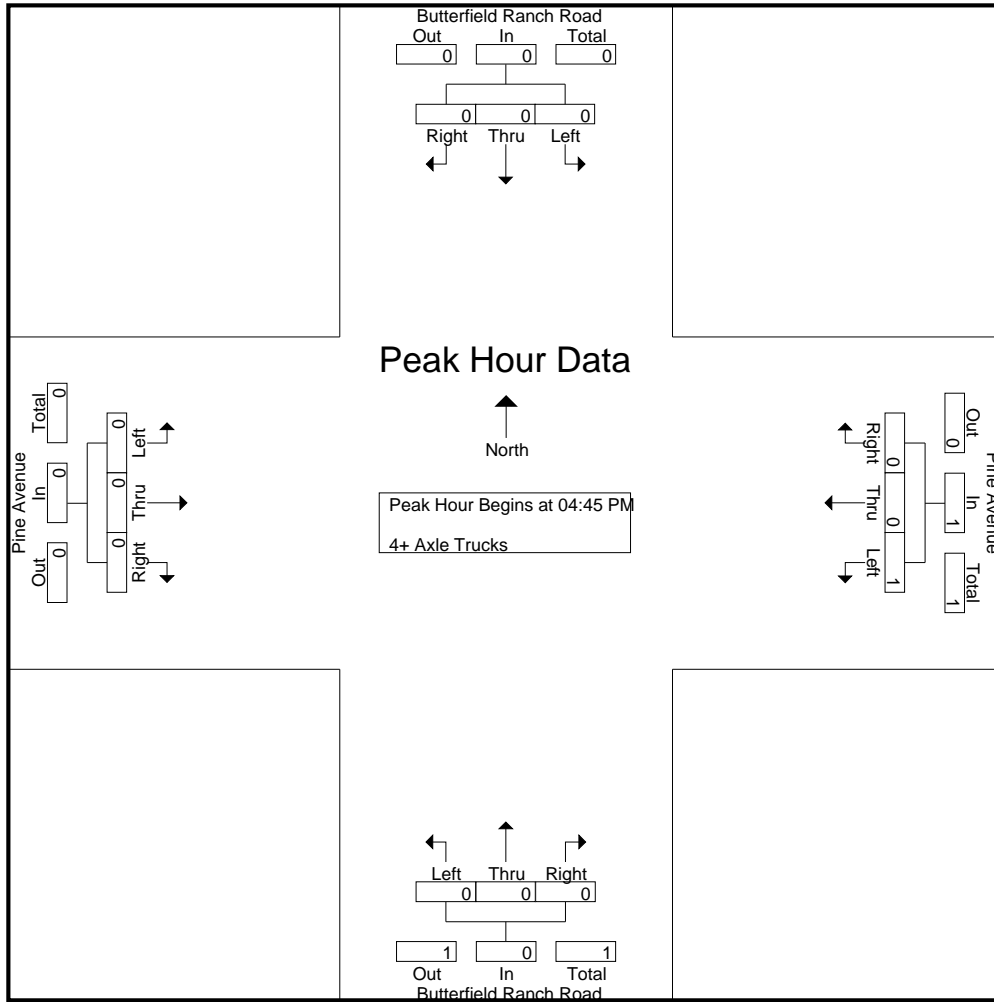 Butterfield Ranch Road
Out In Total
0 0 0
0 0 0
Right Thru Left
Peak Hour Data
North
Peak Hour Begins at 04:45 PM
4+ Axle Trucks
Pine Avenue
Total In Out
0 0 0
0 0 0
Left Thru Right
Right Thru Left
0 0 1
0 1 1
Out In Total
Pine Avenue
Left Thru Right
0 0 0
1 0 1
Out In Total
Butterfield Ranch Road